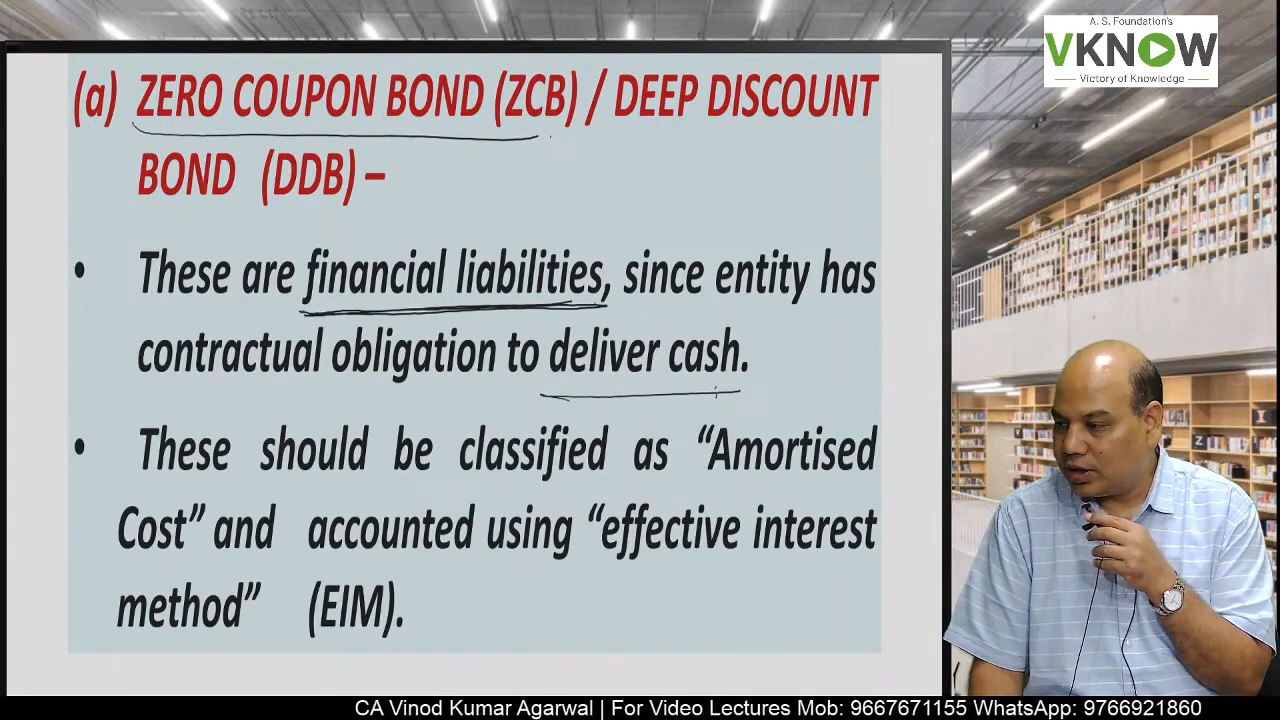 A. S. Foundation's
VKNOW
Victory of Knowledge
(a) ZERO COUPON BOND (ZCB) / DEEP DISCOUNT
BOND (DDB) –
• These are financial liabilities, since entity has
contractual obligation to deliver cash.
• These should be classified as “Amortised
Cost” and accounted using “effective interest
method” (EIM).
CA Vinod Kumar Agarwal | For Video Lectures Mob: 9667671155 WhatsApp: 9766921860